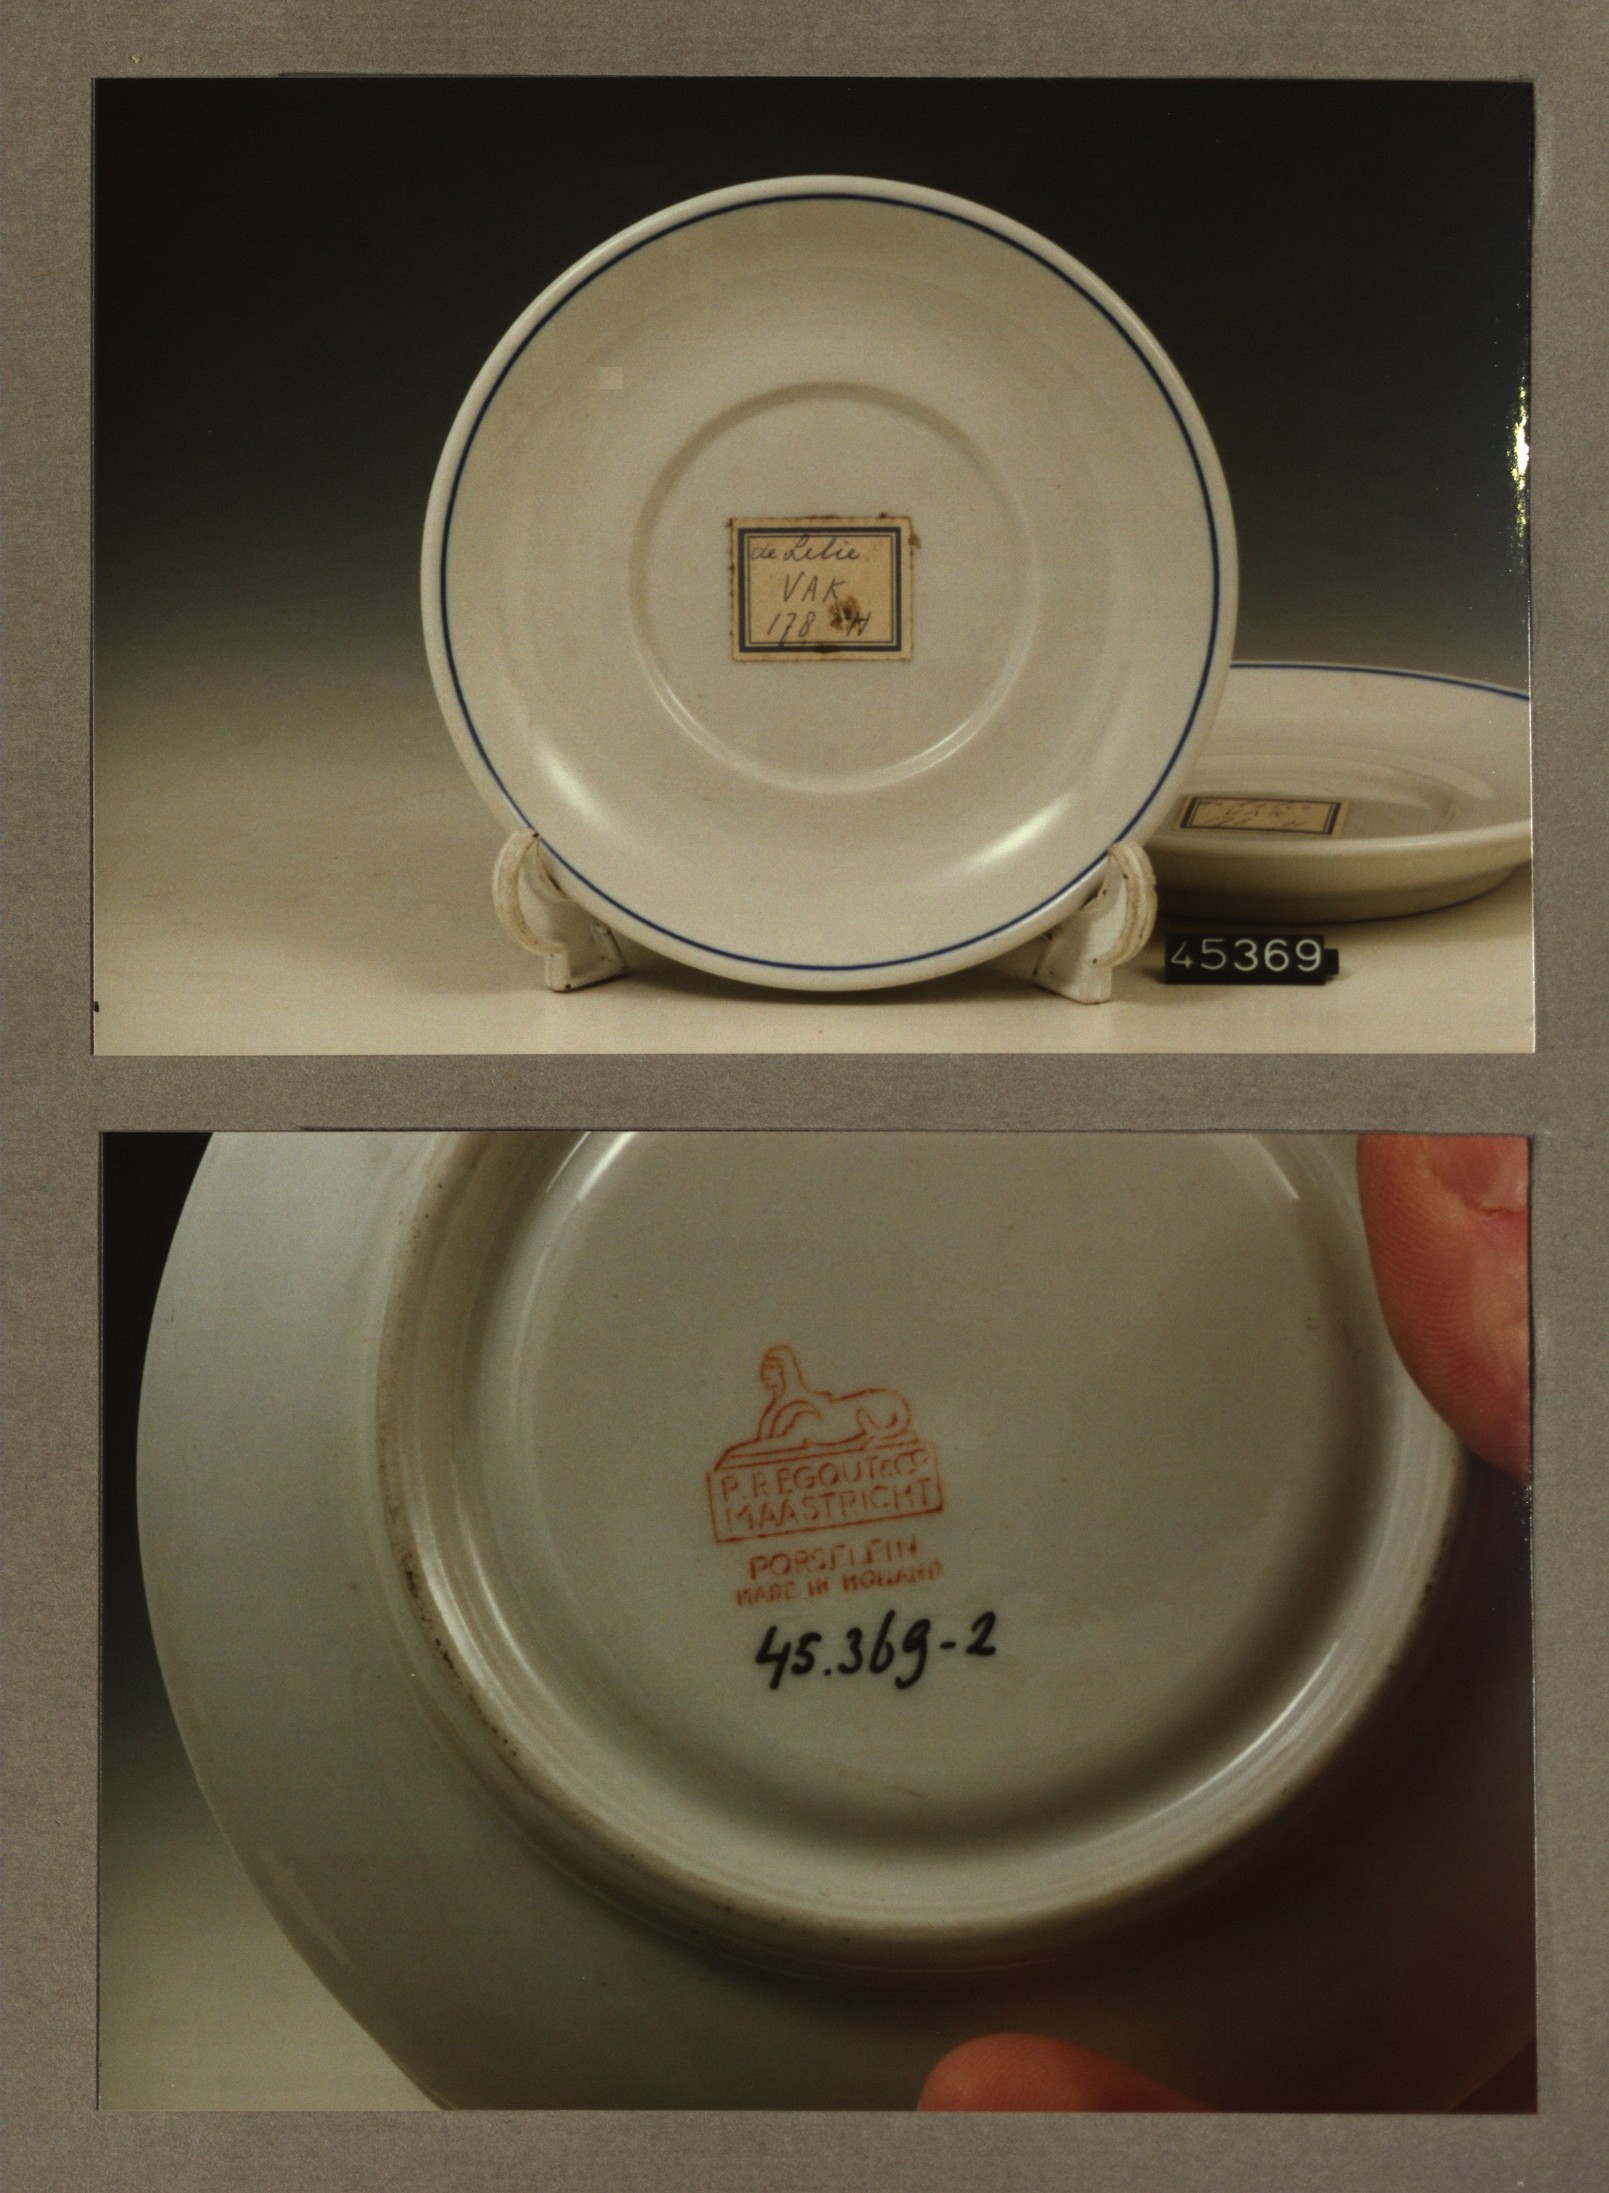 de Lelie
VAK
178 H
45369
P. REGOUT & Co
MAASTRICHT
PORSELEIN
MADE IN HOLLAND
45.369-2